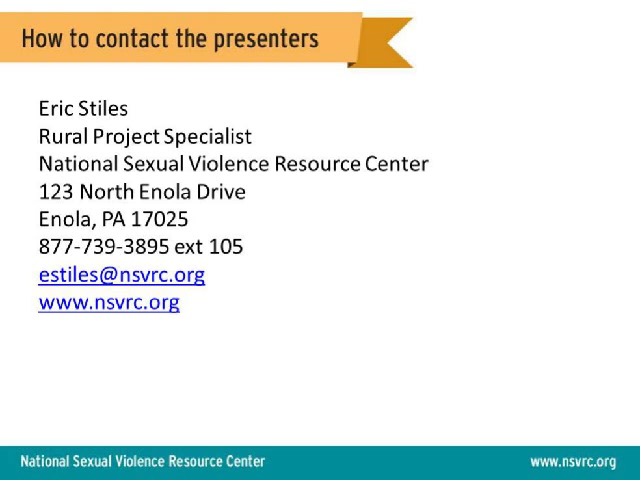 How to contact the presenters
Eric Stiles
Rural Project Specialist
National Sexual Violence Resource Center
123 North Enola Drive
Enola, PA 17025
877-739-3895 ext 105
estiles@nsvrc.org
www.nsvrc.org
National Sexual Violence Resource Center
www.nsvrc.org